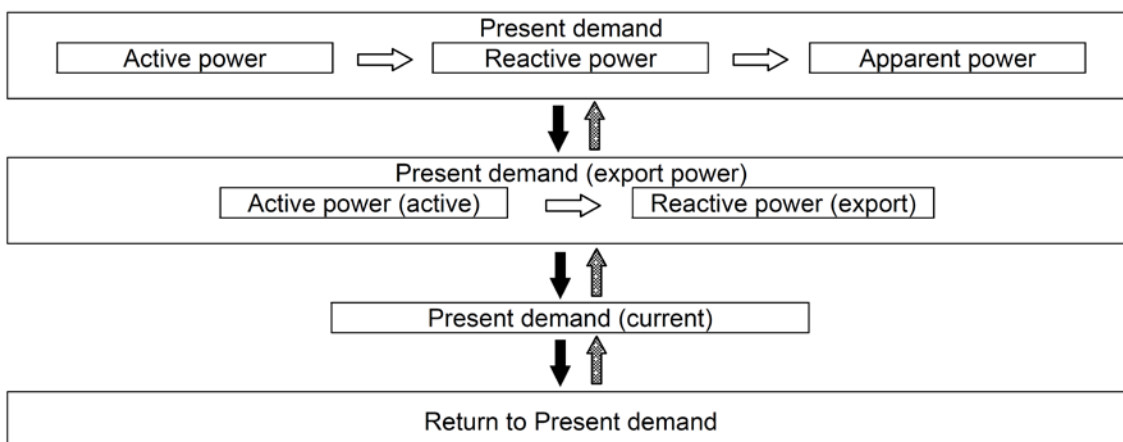 Present demand
Active power
Reactive power
Apparent power
Present demand (export power)
Active power (active)
Reactive power (export)
Present demand (current)
Return to Present demand